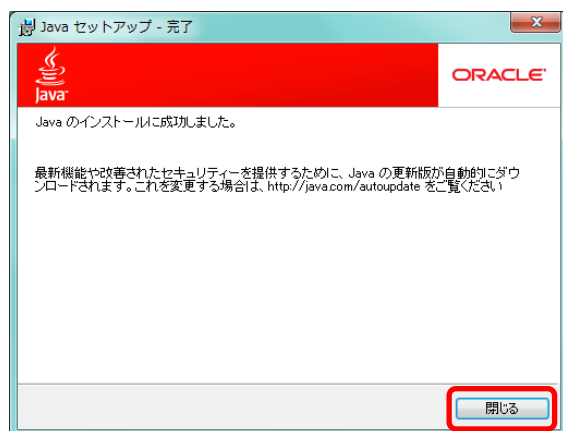 Java セットアップ - 完了
Java
ORACLE
Java のインストールに成功しました。
最新機能や改善されたセキュリティーを提供するために、Java の更新版が自動的にダウ
ンロードされます。これを変更する場合は、http://java.com/autoupdate をご覧ください
閉じる